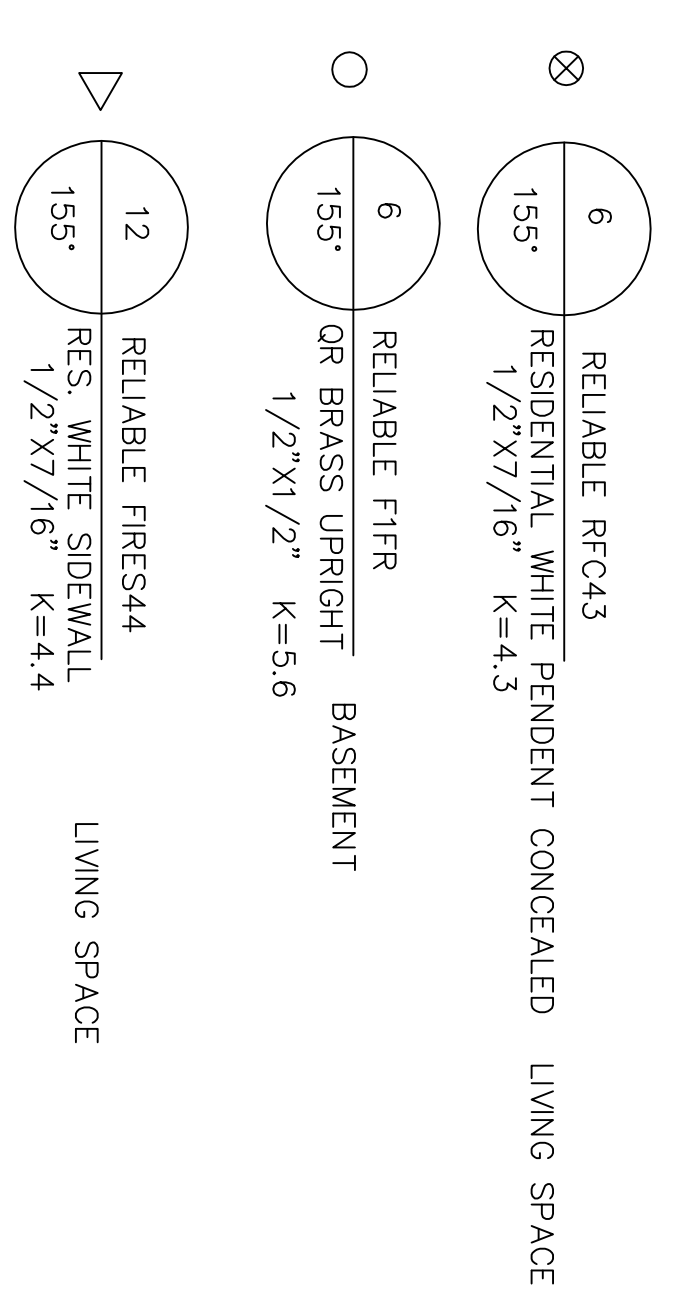 6
155°
RELIABLE RFC43
RESIDENTIAL WHITE PENDENT CONCEALED LIVING SPACE
1/2"X7/16" K=4.3
6
155°
RELIABLE F1FR
QR BRASS UPRIGHT BASEMENT
1/2"X1/2" K=5.6
12
155°
RELIABLE FIRES44
RES. WHITE SIDEWALL LIVING SPACE
1/2"X7/16" K=4.4